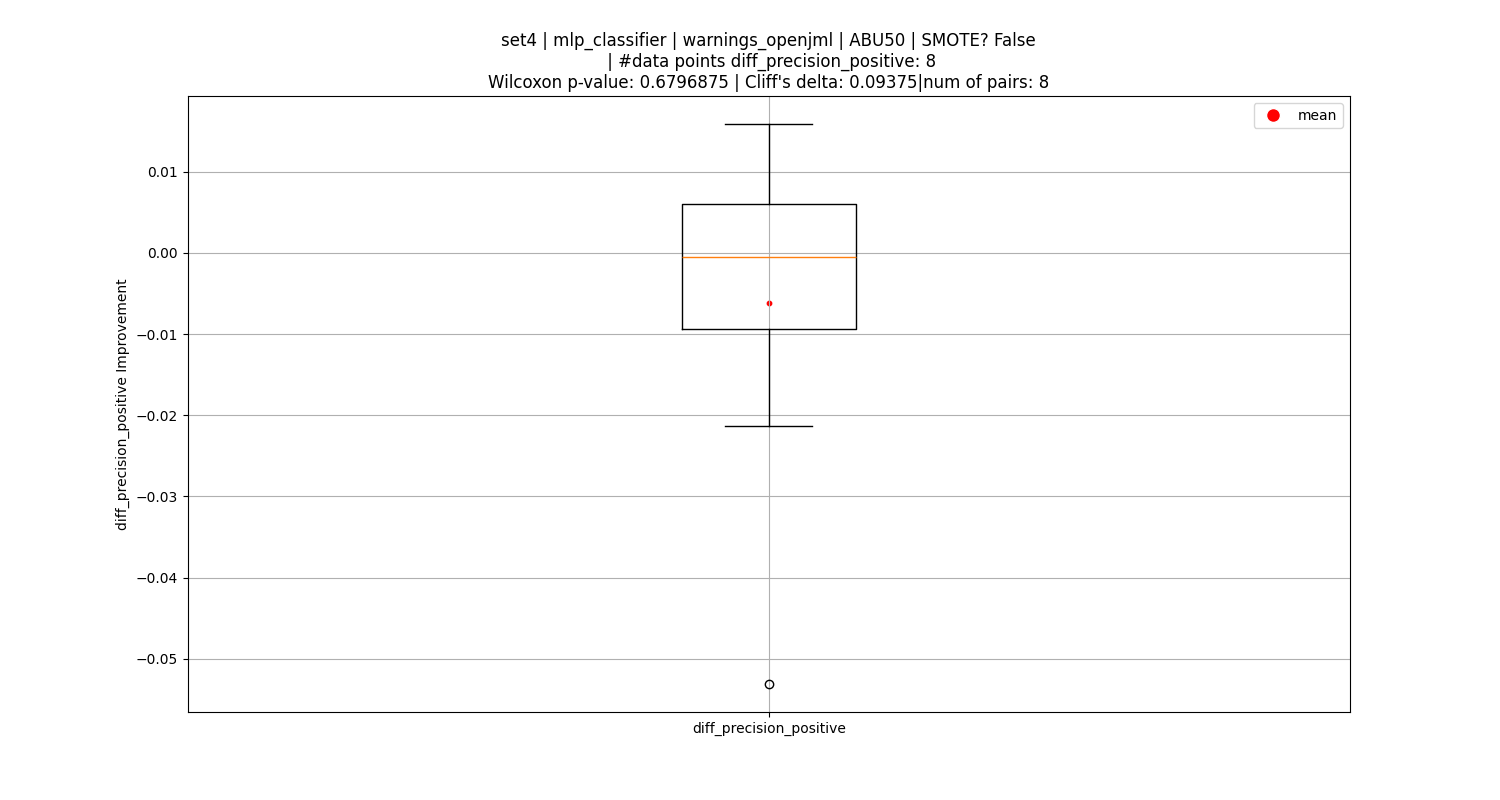 set4 | mlp_classifier | warnings_openjml | ABU50 | SMOTE? False
| #data points diff_precision_positive: 8
Wilcoxon p-value: 0.6796875 | Cliff's delta: 0.09375|num of pairs: 8
mean
0.01
0.00
−0.01
−0.02
−0.03
−0.04
−0.05
diff_precision_positive Improvement
diff_precision_positive